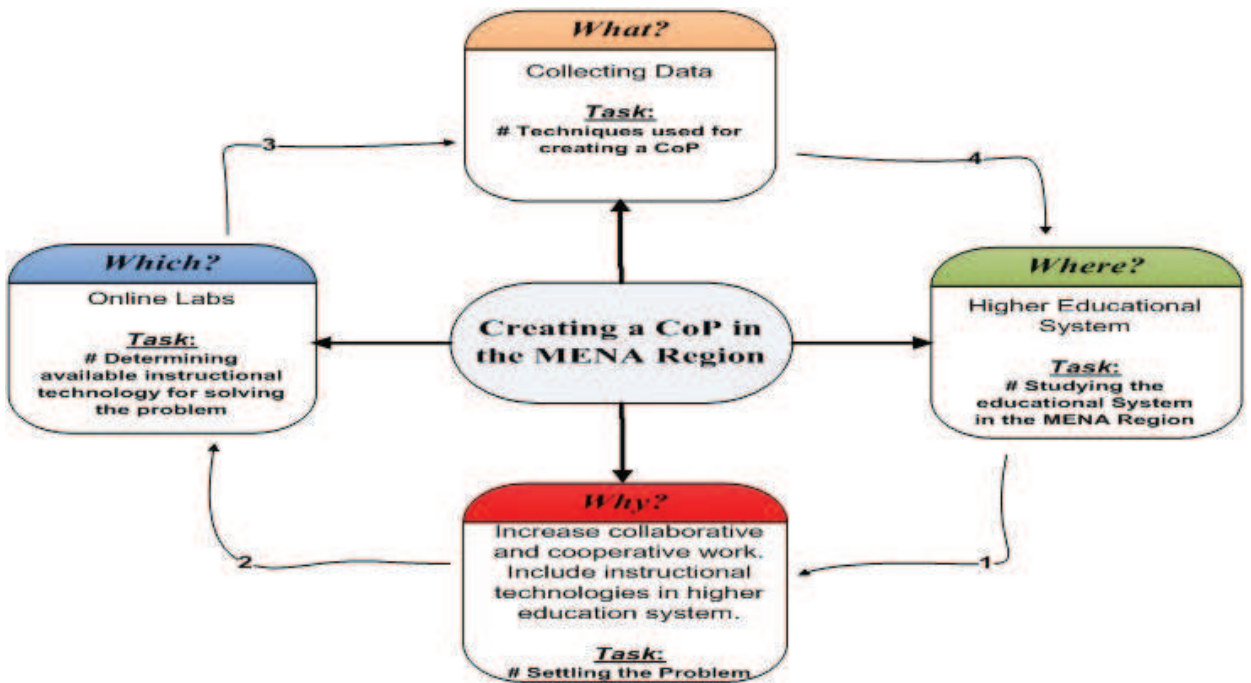 What?
Collecting Data
Task:
# Techniques used for
creating a CoP
3
4
Which?
Online Labs
Task:
# Determining
available instructional
technology for solving
the problem
Creating a CoP in
the MENA Region
Where?
Higher Educational
System
Task:
# Studying the
educational System
in the MENA Region
Why?
Increase collaborative
and cooperative work.
Include instructional
technologies in higher
education system.
Task:
# Settling the Problem
2
1